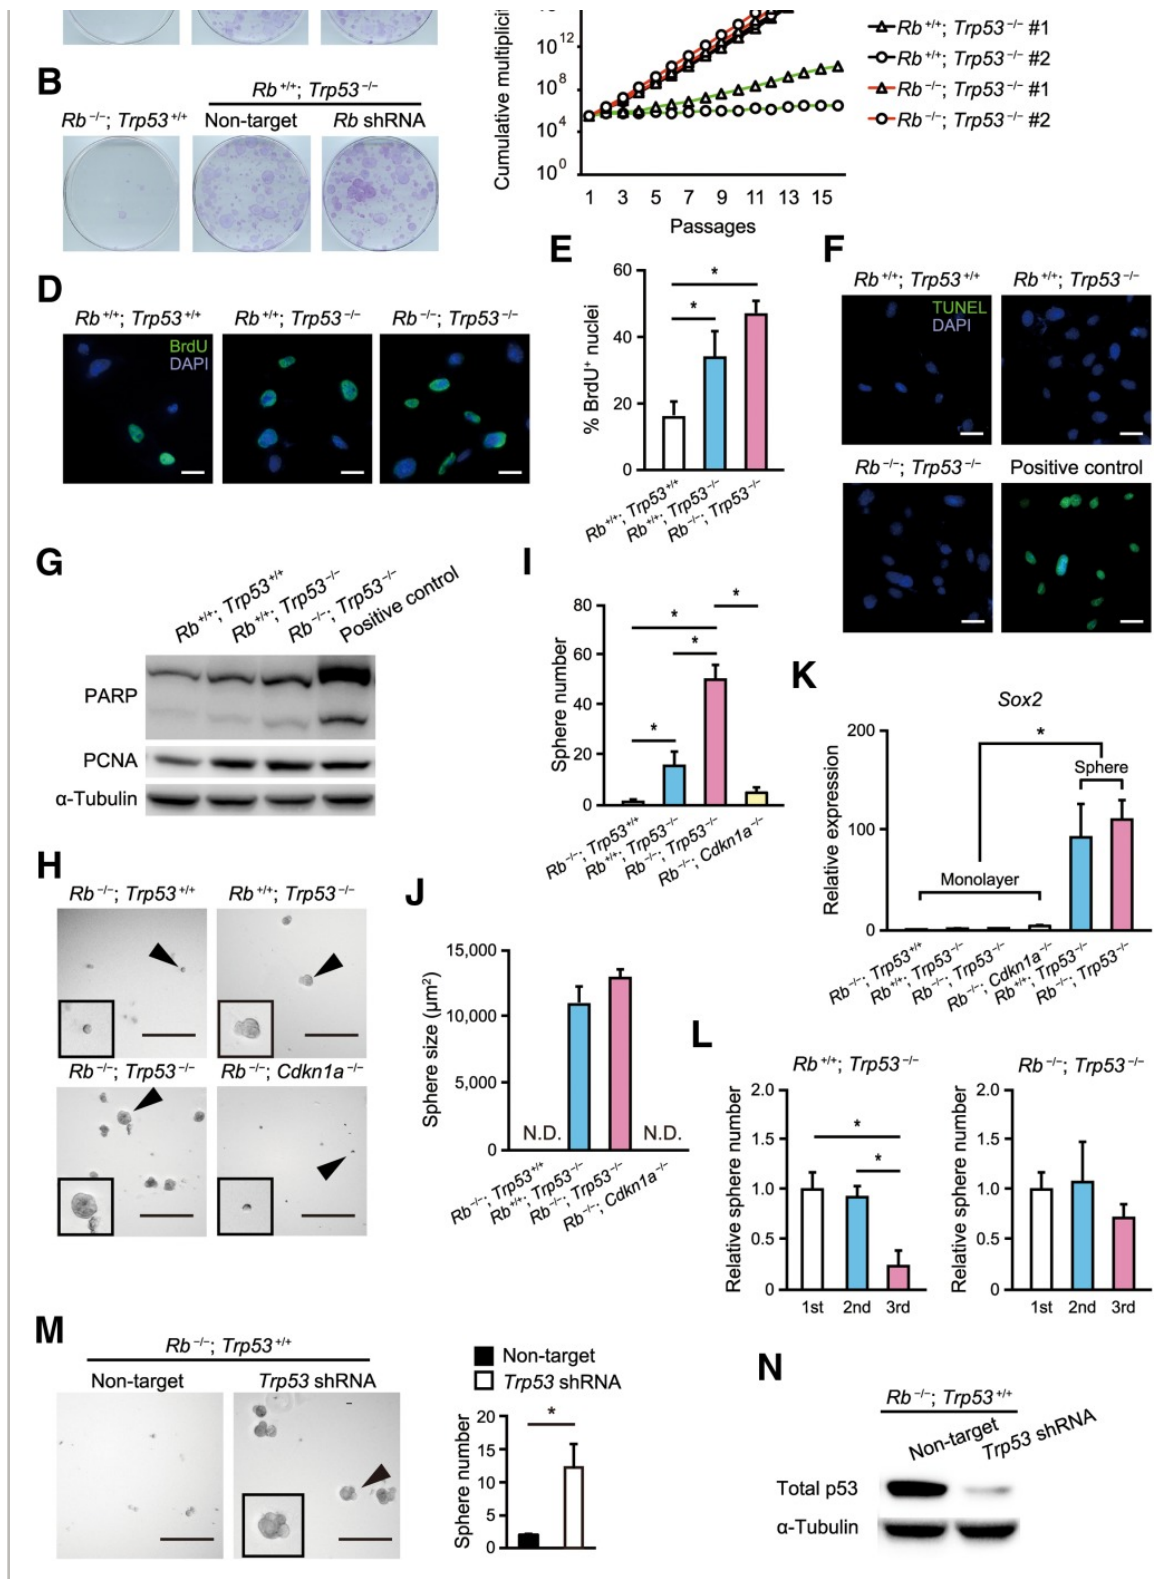 B
Rb+/+; Trp53−/−
Rb−/−; Trp53+/+ Non-target Rb shRNA
Cumulative multiplicit
10^12
10^8
10^4
10^0
1 3 5 7 9 11 13 15
Passages
Rb+/+; Trp53−/− #1
Rb+/+; Trp53−/− #2
Rb−/−; Trp53−/− #1
Rb−/−; Trp53−/− #2
D
Rb+/+; Trp53+/+ Rb+/+; Trp53−/− Rb−/−; Trp53−/−
BrdU
DAPI
E
% BrdU+ nuclei
60
40
20
0
* *
Rb+/+; Trp53+/+
Rb+/+; Trp53−/−
Rb−/−; Trp53−/−
F
Rb+/+; Trp53+/+ Rb+/+; Trp53−/−
TUNEL
DAPI
Rb−/−; Trp53−/− Positive control
G
Rb+/+; Trp53+/+
Rb+/+; Trp53−/−
Rb−/−; Trp53−/−
Positive control
PARP
PCNA
α-Tubulin
H
Rb−/−; Trp53+/+ Rb+/+; Trp53−/−
Rb−/−; Trp53−/− Rb−/−; Cdkn1a−/−
I
Sphere number
80
60
40
20
0
* * * *
Rb−/−; Trp53+/+
Rb+/+; Trp53−/−
Rb−/−; Trp53−/−
Rb−/−; Cdkn1a−/−
J
Sphere size (μm2)
15,000
10,000
5,000
0
N.D. N.D.
Rb−/−; Trp53+/+
Rb+/+; Trp53−/−
Rb−/−; Trp53−/−
Rb−/−; Cdkn1a−/−
K
Sox2
Relative expression
200
100
0
*
Sphere
Monolayer
Rb−/−; Trp53+/+
Rb+/+; Trp53−/−
Rb−/−; Trp53−/−
Rb−/−; Cdkn1a−/−
Rb+/+; Trp53−/−
Rb−/−; Trp53−/−
L
Rb+/+; Trp53−/−
Relative sphere number
2.0
1.5
1.0
0.5
0
* *
1st 2nd 3rd
Rb−/−; Trp53−/−
Relative sphere number
2.0
1.5
1.0
0.5
0
1st 2nd 3rd
M
Rb−/−; Trp53+/+
Non-target Trp53 shRNA
Non-target
Trp53 shRNA
Sphere number
20
15
10
5
0
*
N
Rb−/−; Trp53+/+
Non-target
Trp53 shRNA
Total p53
α-Tubulin